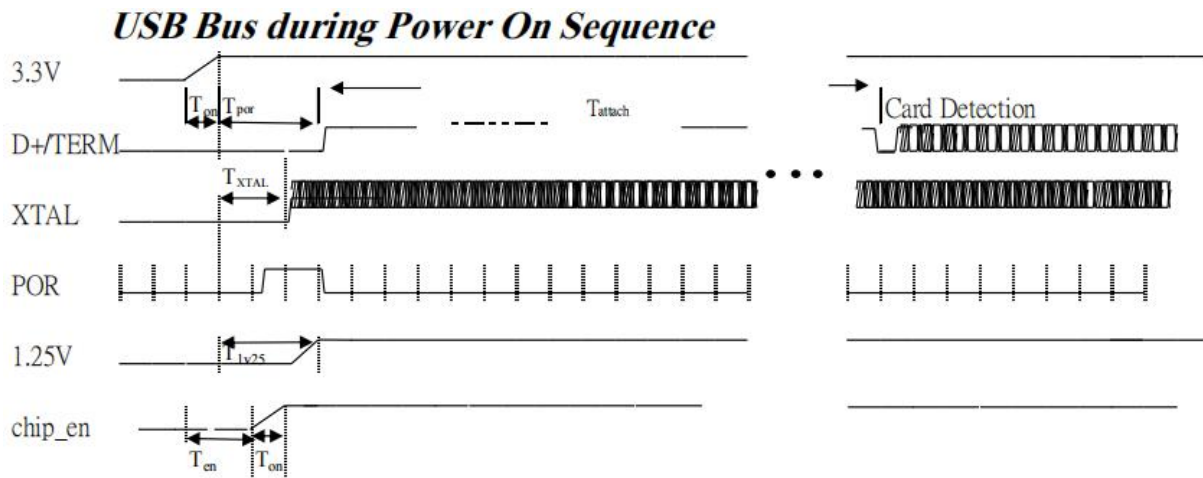 USB Bus during Power On Sequence
3.3V
Ton
Tpor
Tattach
Card Detection
D+/TERM
TXTAL
XTAL
POR
T1v25
1.25V
chip_en
Ten
Ton